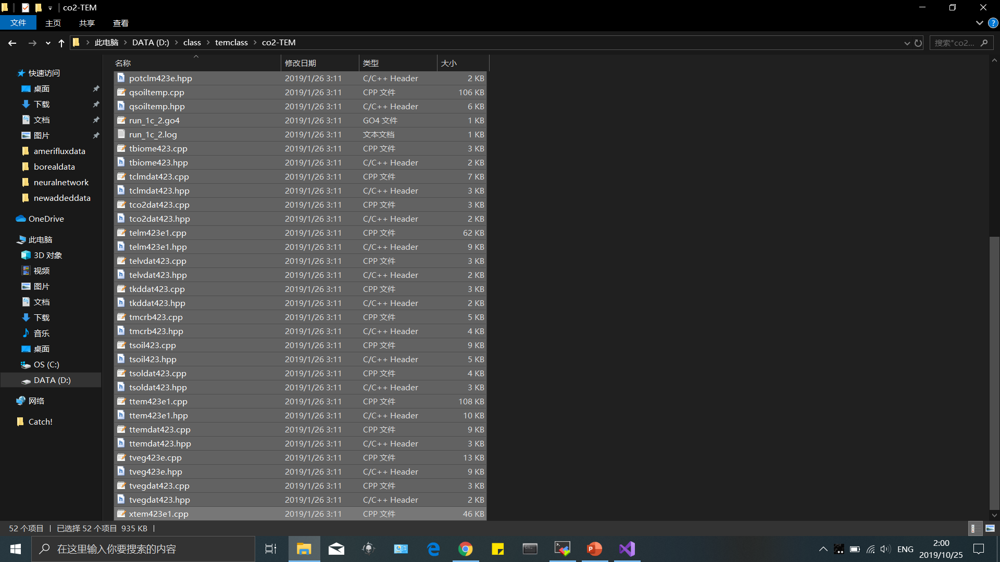 co2-TEM
文件 主页 共享 查看
此电脑 DATA (D:) class temclass co2-TEM 搜索"co2...
名称 修改日期 类型 大小
快速访问
桌面
下载
文档
图片
amerifluxdata
borealdata
neuralnetwork
newaddeddata
OneDrive
此电脑
3D 对象
视频
图片
文档
下载
音乐
桌面
OS (C:)
DATA (D:)
网络
Catch!
potclm423e.hpp 2019/1/26 3:11 C/C++ Header 2 KB
qsoiltemp.cpp 2019/1/26 3:11 CPP 文件 106 KB
qsoiltemp.hpp 2019/1/26 3:11 C/C++ Header 6 KB
run_1c_2.go4 2019/1/26 3:11 GO4 文件 1 KB
run_1c_2.log 2019/1/26 3:11 文本文档 1 KB
tbiome423.cpp 2019/1/26 3:11 CPP 文件 3 KB
tbiome423.hpp 2019/1/26 3:11 C/C++ Header 2 KB
tclmdat423.cpp 2019/1/26 3:11 CPP 文件 7 KB
tclmdat423.hpp 2019/1/26 3:11 C/C++ Header 3 KB
tco2dat423.cpp 2019/1/26 3:11 CPP 文件 3 KB
tco2dat423.hpp 2019/1/26 3:11 C/C++ Header 2 KB
telm423e1.cpp 2019/1/26 3:11 CPP 文件 62 KB
telm423e1.hpp 2019/1/26 3:11 C/C++ Header 9 KB
telvdat423.cpp 2019/1/26 3:11 CPP 文件 3 KB
telvdat423.hpp 2019/1/26 3:11 C/C++ Header 2 KB
tkddat423.cpp 2019/1/26 3:11 CPP 文件 3 KB
tkddat423.hpp 2019/1/26 3:11 C/C++ Header 2 KB
tmcrb423.cpp 2019/1/26 3:11 CPP 文件 5 KB
tmcrb423.hpp 2019/1/26 3:11 C/C++ Header 4 KB
tsoil423.cpp 2019/1/26 3:11 CPP 文件 9 KB
tsoil423.hpp 2019/1/26 3:11 C/C++ Header 5 KB
tsoldat423.cpp 2019/1/26 3:11 CPP 文件 4 KB
tsoldat423.hpp 2019/1/26 3:11 C/C++ Header 3 KB
ttem423e1.cpp 2019/1/26 3:11 CPP 文件 108 KB
ttem423e1.hpp 2019/1/26 3:11 C/C++ Header 10 KB
ttemdat423.cpp 2019/1/26 3:11 CPP 文件 9 KB
ttemdat423.hpp 2019/1/26 3:11 C/C++ Header 3 KB
tveg423e.cpp 2019/1/26 3:11 CPP 文件 13 KB
tveg423e.hpp 2019/1/26 3:11 C/C++ Header 9 KB
tvegdat423.cpp 2019/1/26 3:11 CPP 文件 3 KB
tvegdat423.hpp 2019/1/26 3:11 C/C++ Header 2 KB
xtem423e1.cpp 2019/1/26 3:11 CPP 文件 46 KB
52 个项目 已选择 52 个项目 935 KB
在这里输入你要搜索的内容
ENG
2:00
2019/10/25